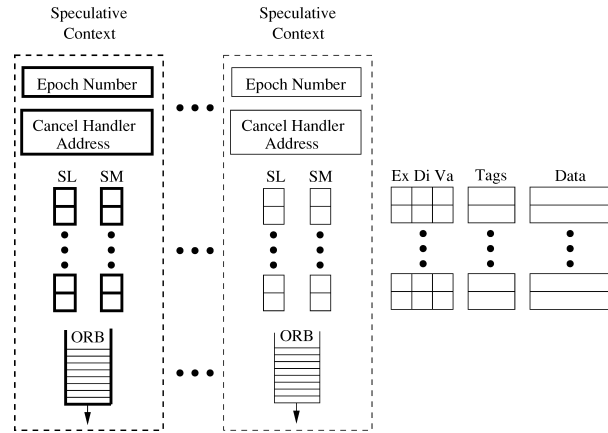 Speculative
Context
Epoch Number
Cancel Handler
Address
SL SM
ORB
Speculative
Context
Epoch Number
Cancel Handler
Address
SL SM
ORB
Ex Di Va Tags Data